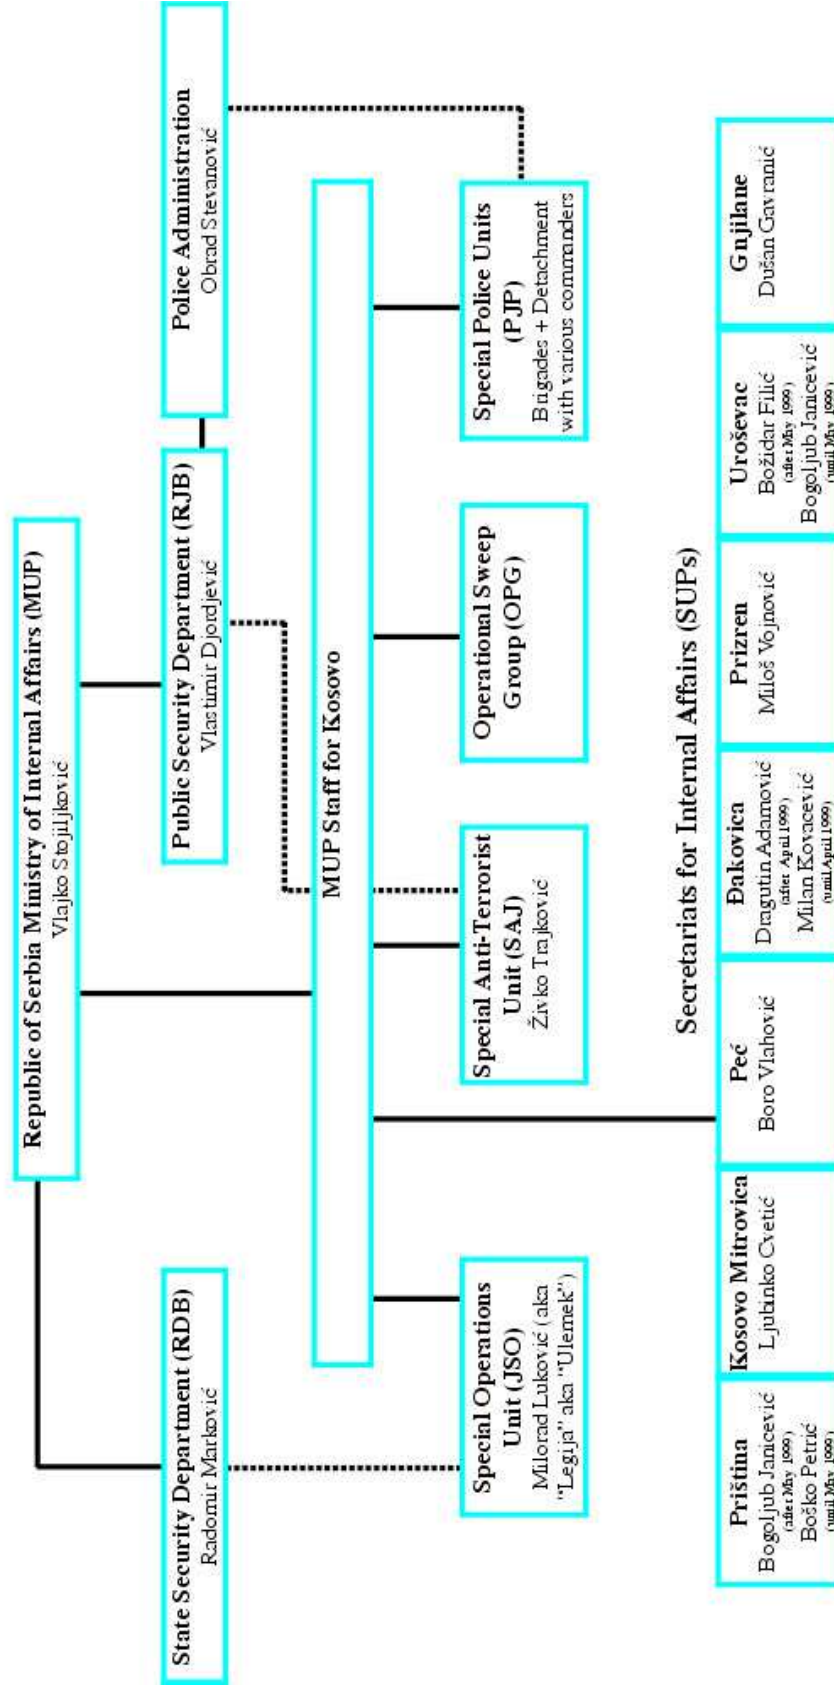 Republic of Serbia Ministry of Internal Affairs (MUP)
Vlajko Stojiljković
State Security Department (RDB)
Radomir Marković
Public Security Department (RJB)
Vlastimir Djordjević
Police Administration
Obrad Stevanović
MUP Staff for Kosovo
Special Operations
Unit (JSO)
Milorad Luković (aka
"Legija" aka "Ulemek")
Special Anti-Terrorist
Unit (SAJ)
Živko Trajković
Operational Sweep
Group (OPG)
Special Police Units
(PJP)
Brigades + Detachment
with various commanders
Secretariats for Internal Affairs (SUPs)
Priština
Bogoljub Janicević
(after May 1999)
Boško Petrić
(until May 1999)
Kosovo Mitrovica
Ljubinko Cvetić
Peć
Boro Vlahović
Đakovica
Dragutin Adamović
(after April 1999)
Milan Kovacević
(until April 1999)
Prizren
Miloš Vojnović
Uroševac
Božidar Filić
(after May 1999)
Bogoljub Janicević
(until May 1999)
Gnjilane
Dušan Gavranić